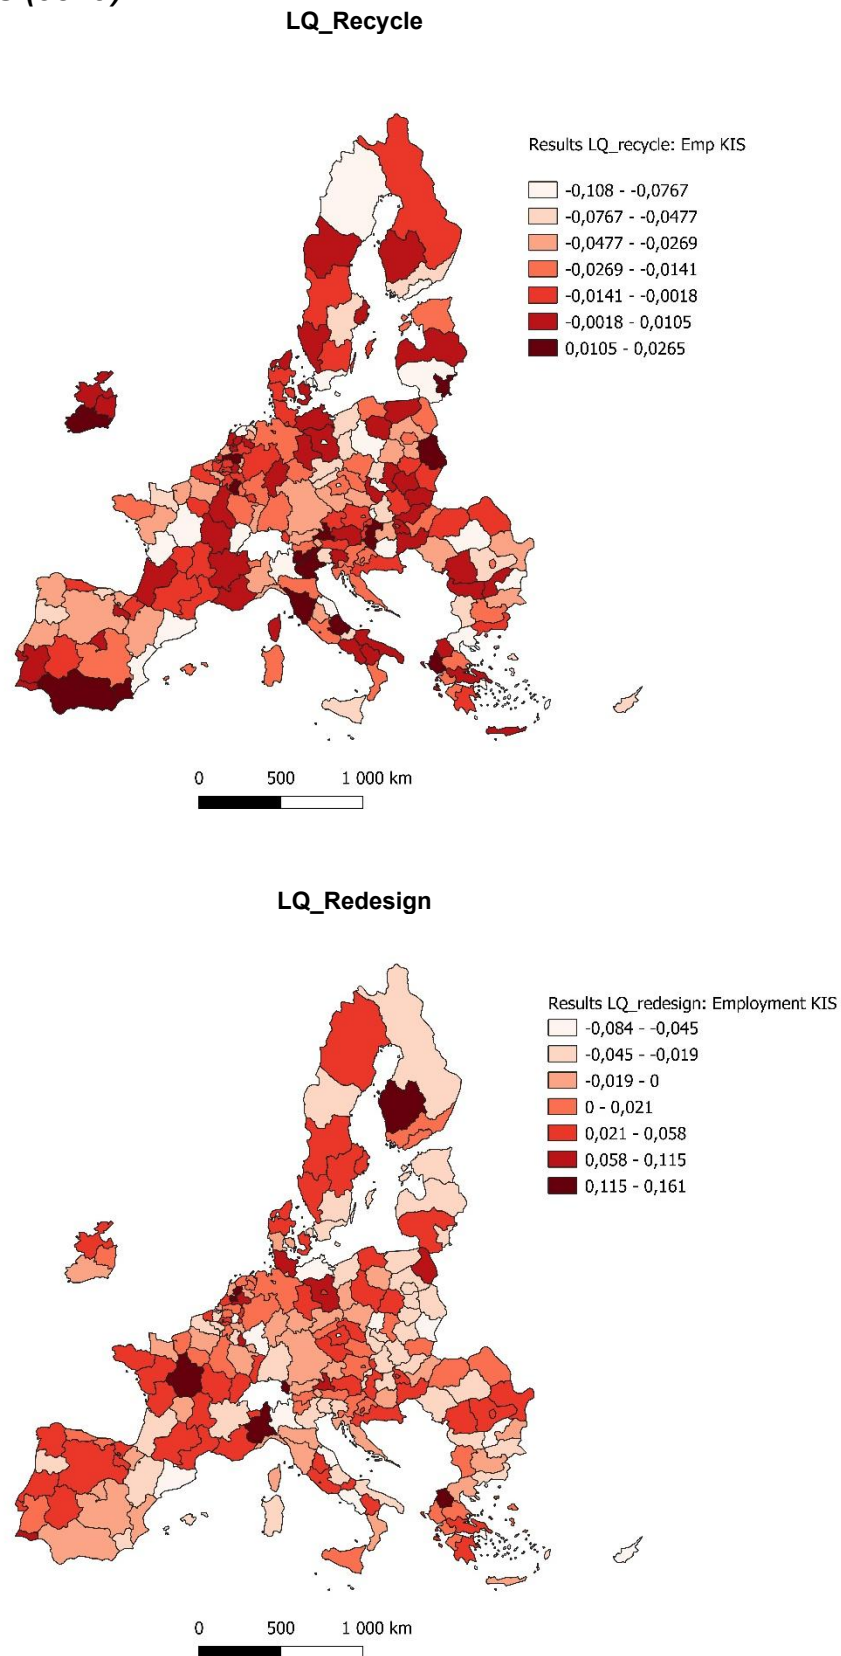 LQ_Recycle
Results LQ_recycle: Emp KIS
-0,108 - -0,0767
-0,0767 - -0,0477
-0,0477 - -0,0269
-0,0269 - -0,0141
-0,0141 - -0,0018
-0,0018 - 0,0105
0,0105 - 0,0265
0 500 1 000 km
LQ_Redesign
Results LQ_redesign: Employment KIS
-0,084 - -0,045
-0,045 - -0,019
-0,019 - 0
0 - 0,021
0,021 - 0,058
0,058 - 0,115
0,115 - 0,161
0 500 1 000 km